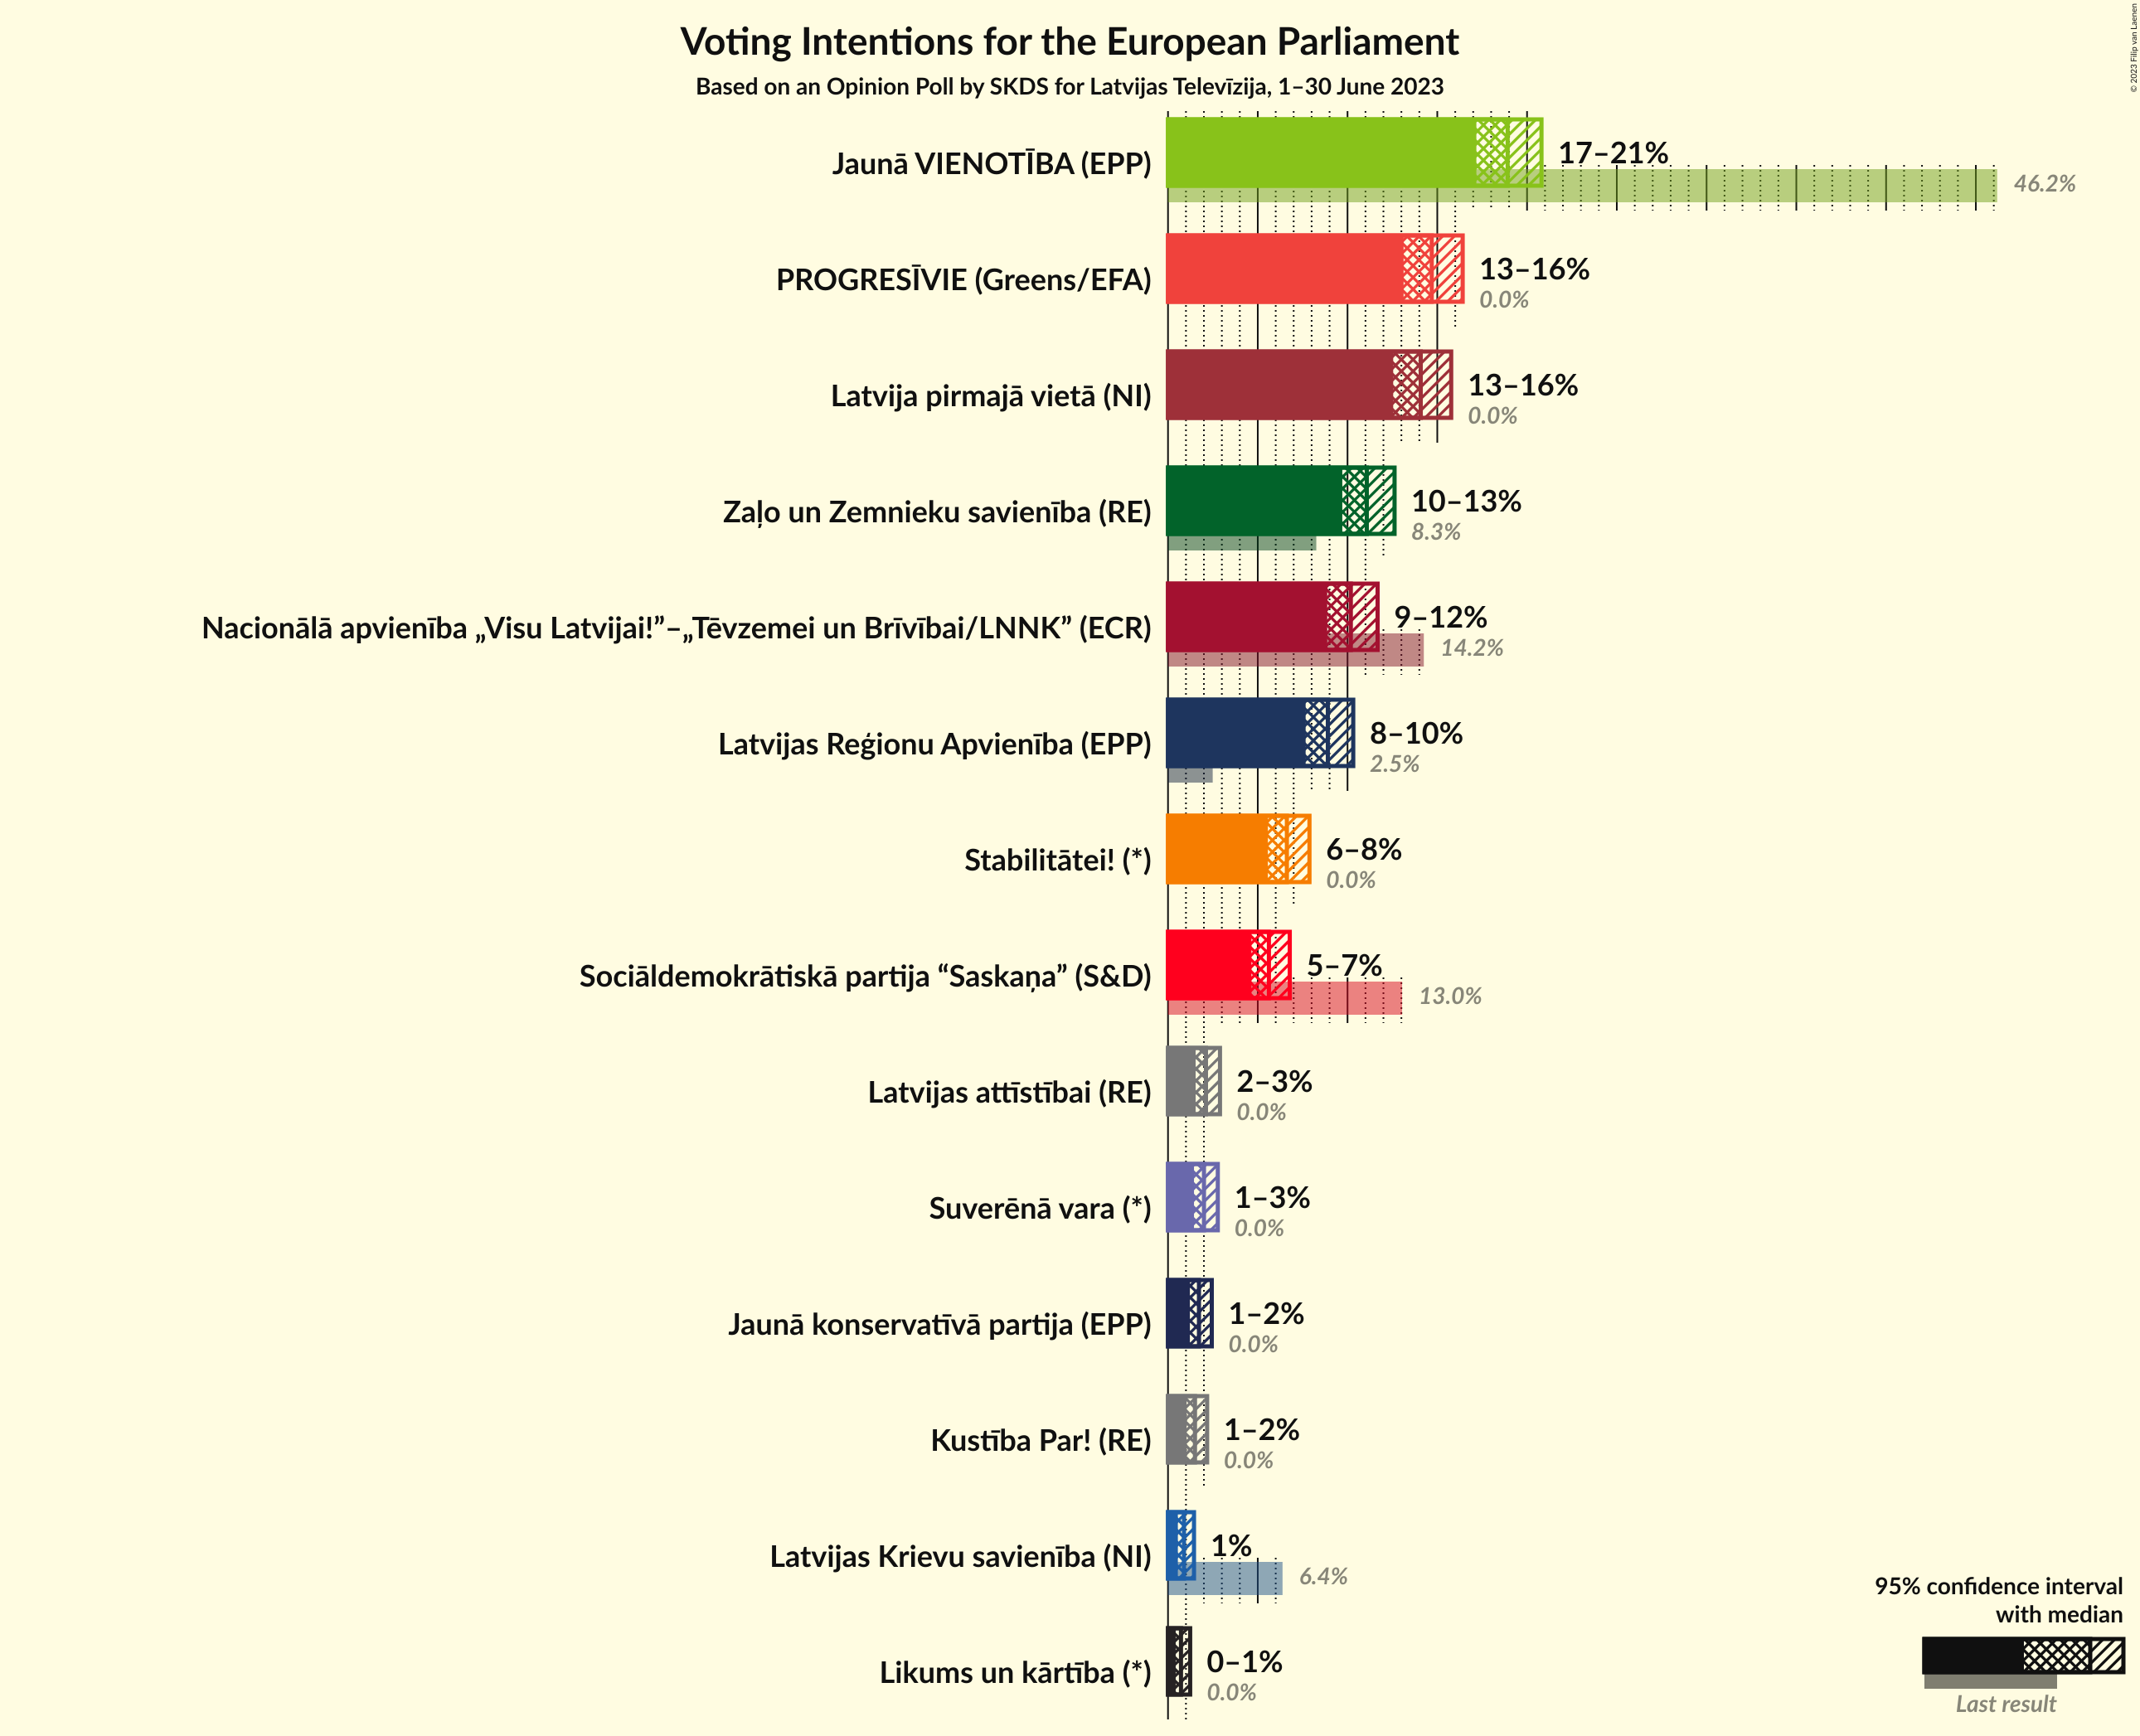 Voting Intentions for the European Parliament
Based on an Opinion Poll by SKDS for Latvijas Televīzija, 1–30 June 2023
© 2023 Filip van Laenen
Jaunā VIENOTĪBA (EPP)
17–21%
46.2%
PROGRESĪVIE (Greens/EFA)
13–16%
0.0%
Latvija pirmajā vietā (NI)
13–16%
0.0%
Zaļo un Zemnieku savienība (RE)
10–13%
8.3%
Nacionālā apvienība „Visu Latvijai!”–„Tēvzemei un Brīvībai/LNNK” (ECR)
9–12%
14.2%
Latvijas Reģionu Apvienība (EPP)
8–10%
2.5%
Stabilitātei! (*)
6–8%
0.0%
Sociāldemokrātiskā partija “Saskaņa” (S&D)
5–7%
13.0%
Latvijas attīstībai (RE)
2–3%
0.0%
Suverēnā vara (*)
1–3%
0.0%
Jaunā konservatīvā partija (EPP)
1–2%
0.0%
Kustība Par! (RE)
1–2%
0.0%
Latvijas Krievu savienība (NI)
1%
6.4%
Likums un kārtība (*)
0–1%
0.0%
95% confidence interval
with median
Last result